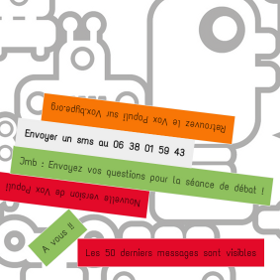 Retrouvez le Vox Populi sur Vox.bgpe.org
Envoyer un sms au 06 38 01 59 43
Jmb : Envoyez vos questions pour la séance de débat !
Nouvelle version de Vox Populi
A vous !!
Les 50 derniers messages sont visibles